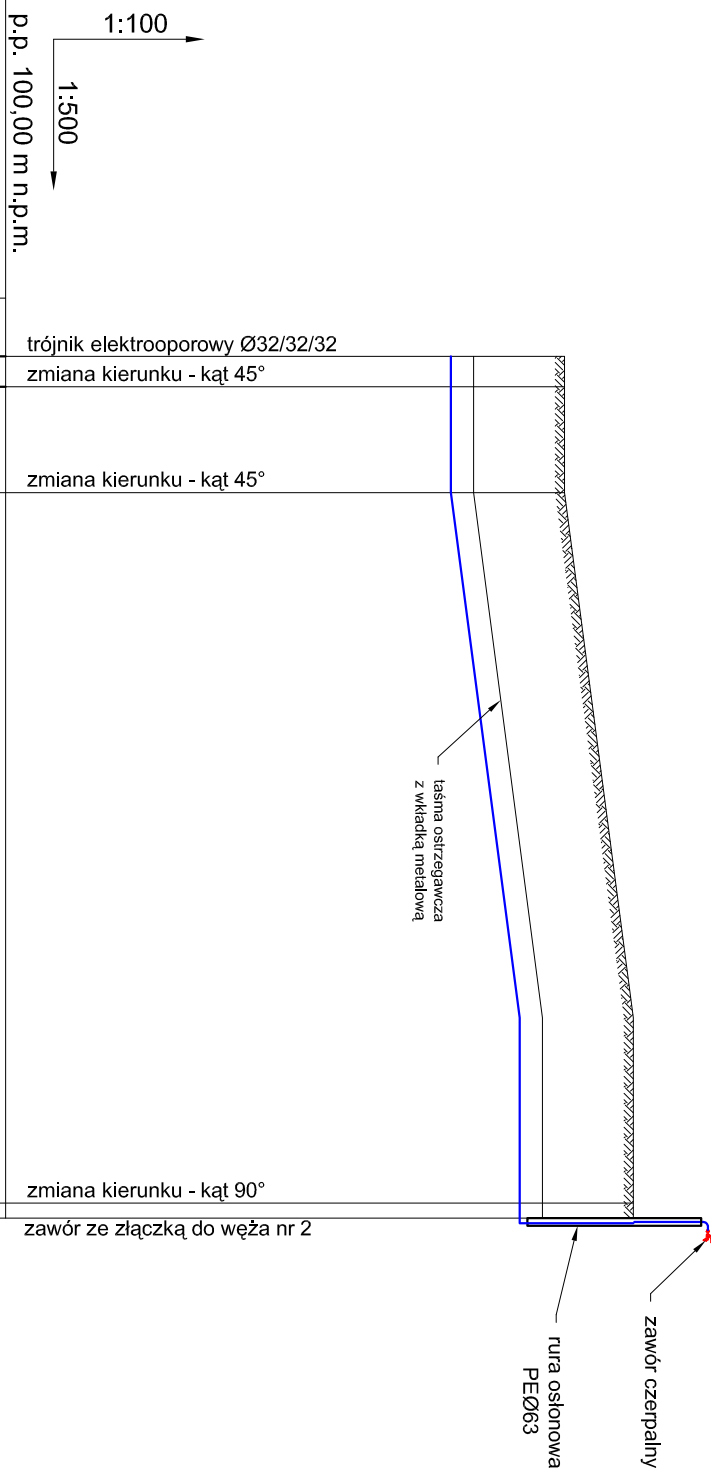 1:100
1:500
p.p. 100,00 m n.p.m.
trójnik elektrooporowy Ø32/32/32
zmiana kierunku - kąt 45°
zmiana kierunku - kąt 45°
taśma ostrzegawcza
z wkładką metalową
zmiana kierunku - kąt 90°
zawór ze złączką do węża nr 2
zawór czerpalny
rura osłonowa
PEØ63